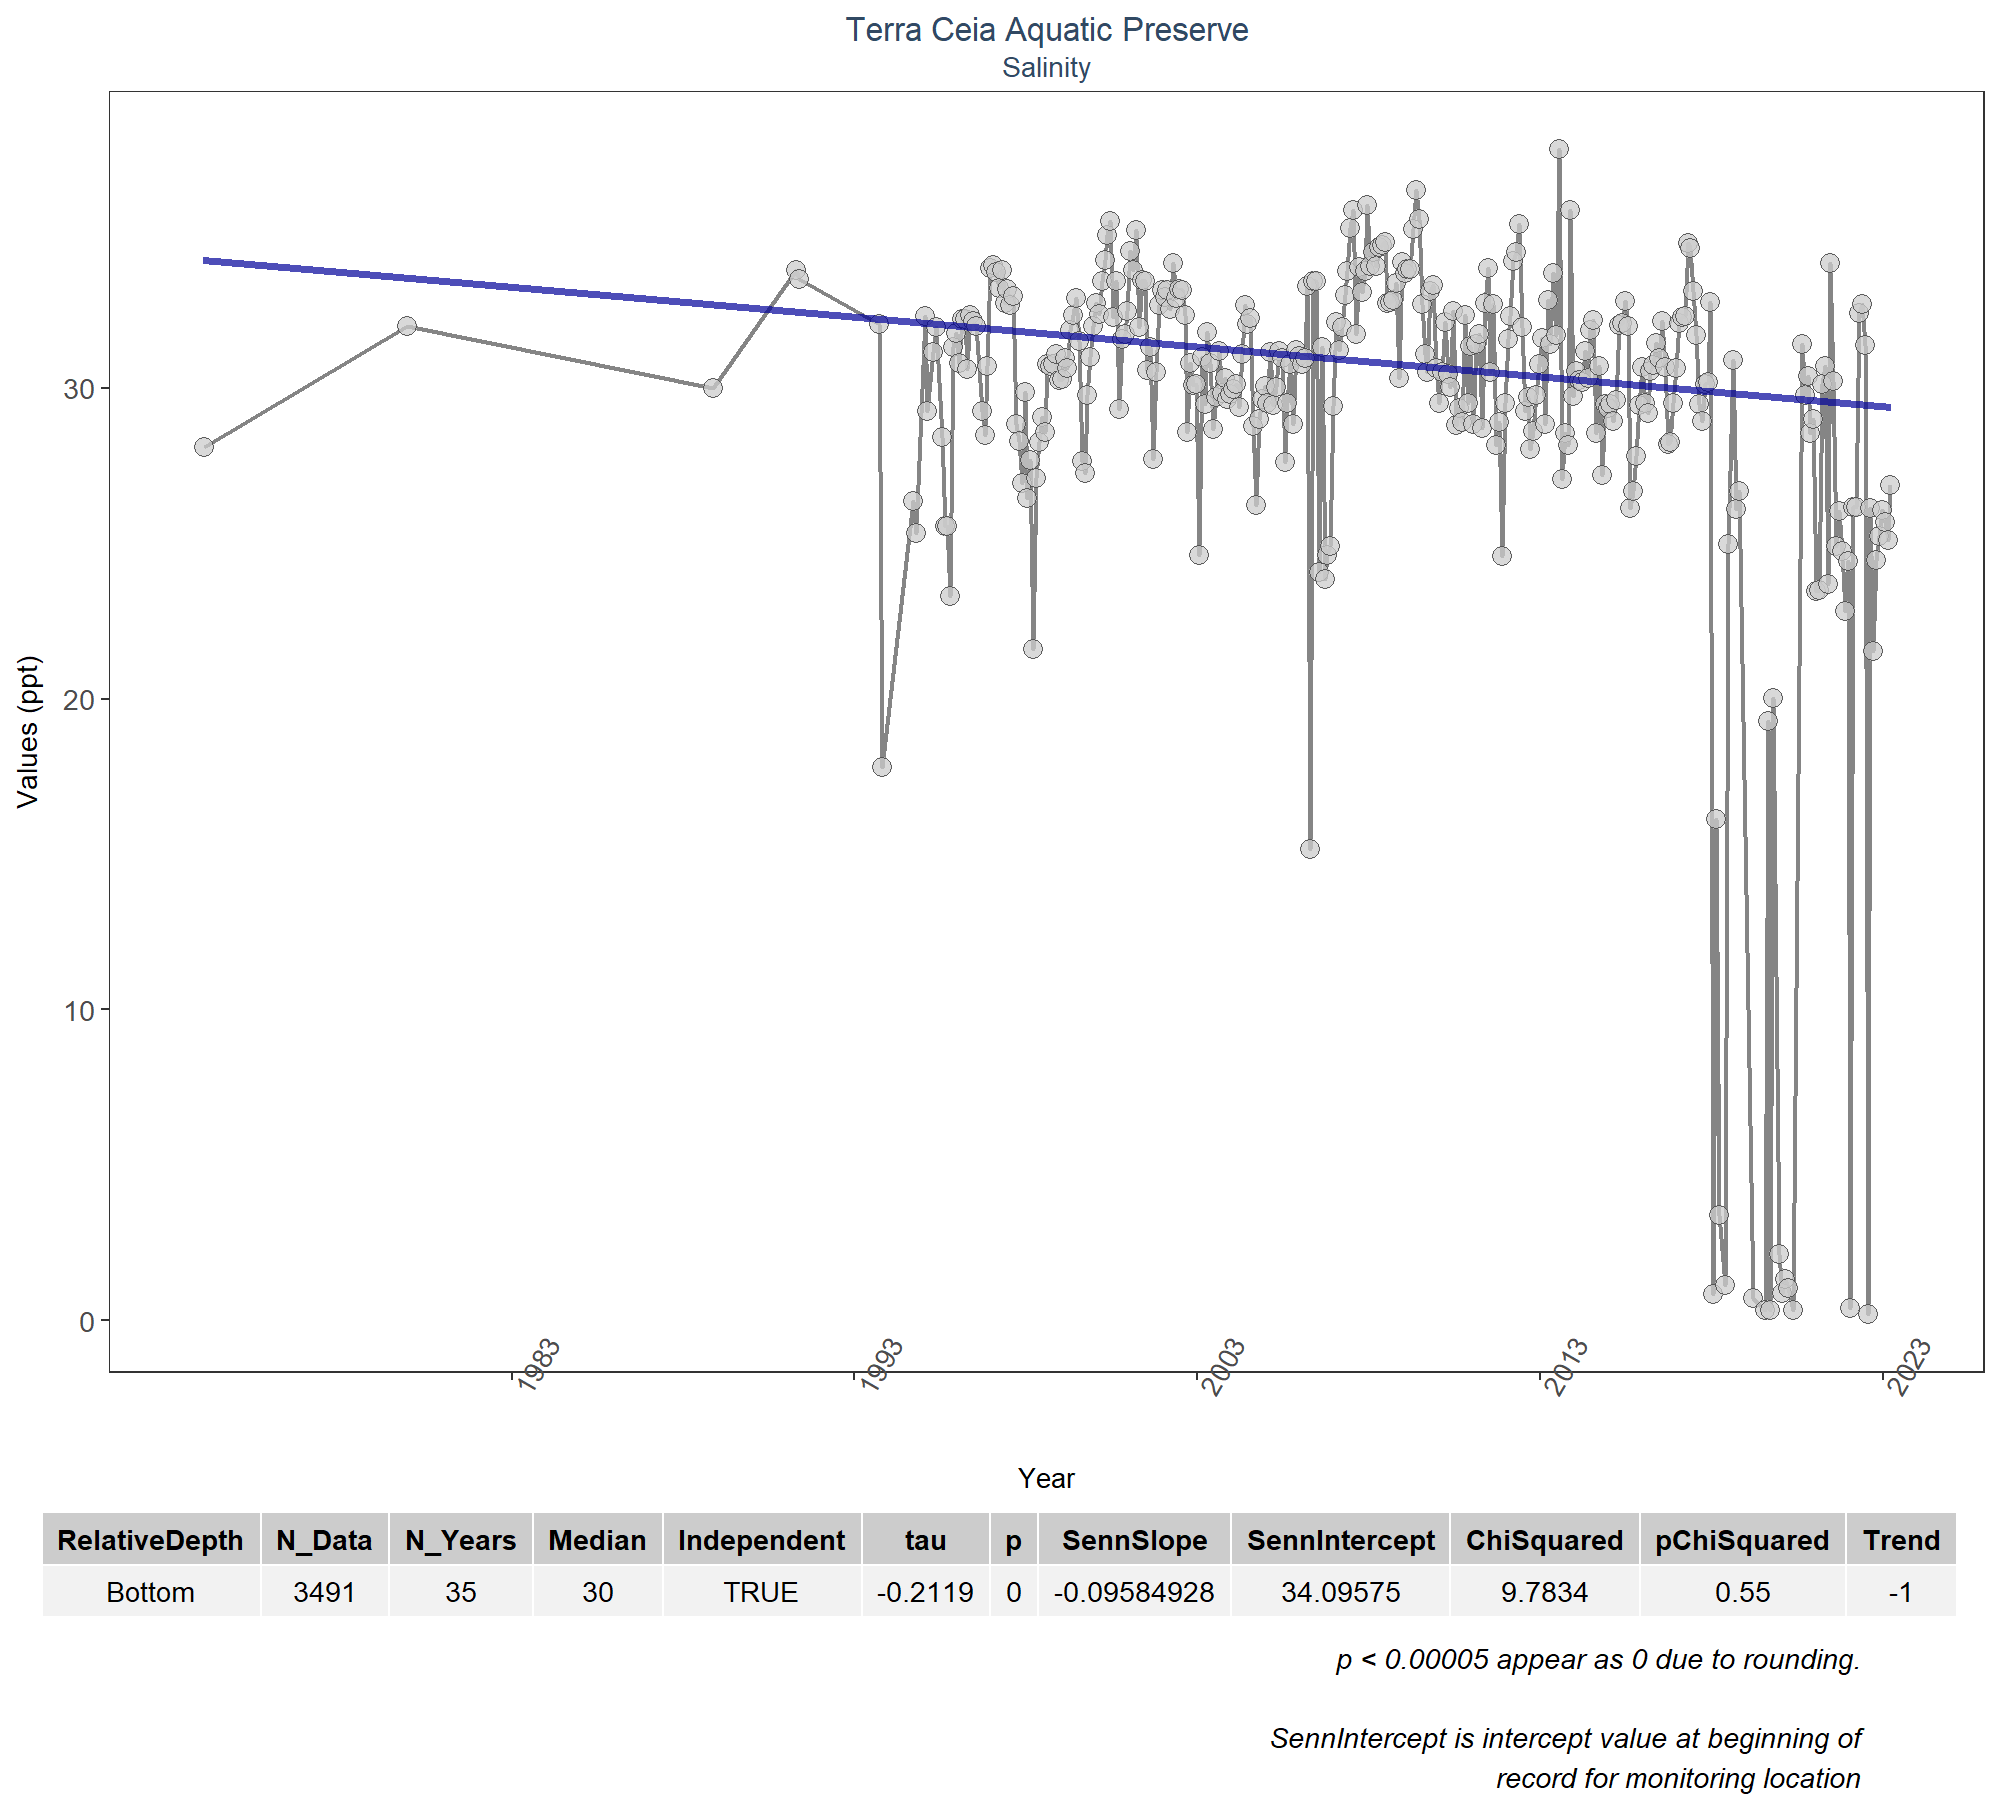 Terra Ceia Aquatic Preserve
Salinity
Values (ppt)
30
20
10
0
1983
1993
2003
2013
2023
Year
RelativeDepth N_Data N_Years Median Independent tau p SennSlope SennIntercept ChiSquared pChiSquared Trend
Bottom 3491 35 30 TRUE -0.2119 0 -0.09584928 34.09575 9.7834 0.55 -1
p < 0.00005 appear as 0 due to rounding.
SennIntercept is intercept value at beginning of
record for monitoring location